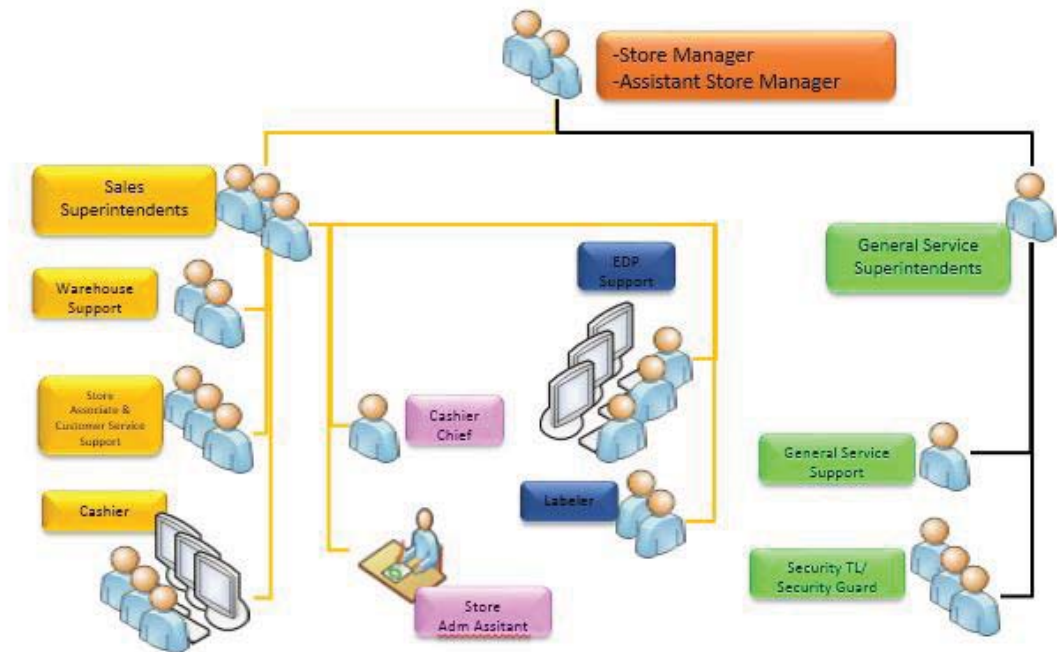 -Store Manager
-Assistant Store Manager
Sales
Superintendents
General Service
Superintendents
EDP
Support
Warehouse
Support
Store
Associate &
Customer Service
Support
Cashier
Chief
General Service
Support
Cashier
Labeler
Security TL/
Security Guard
Store
Adm Assitant